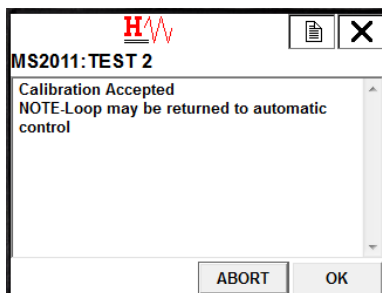 H
MS2011:TEST 2
Calibration Accepted
NOTE-Loop may be returned to automatic
control
ABORT OK